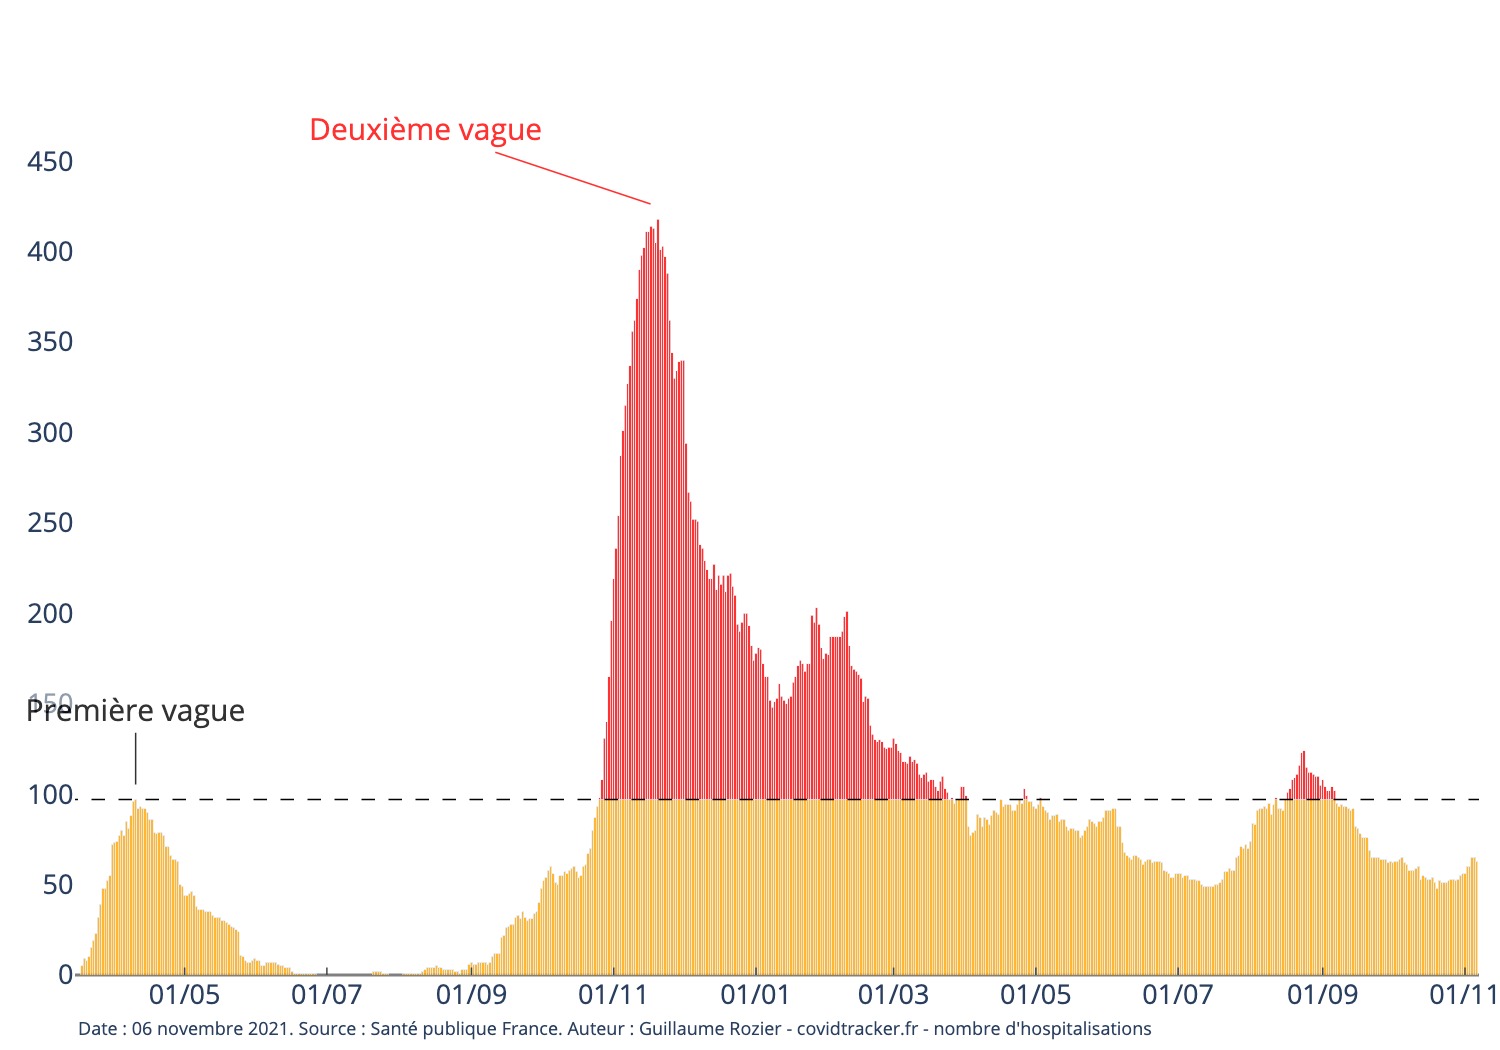 Deuxième vague
450
400
350
300
250
200
150
Première vague
100
50
0
01/05 01/07 01/09 01/11 01/01 01/03 01/05 01/07 01/09 01/11
Date : 06 novembre 2021. Source : Santé publique France. Auteur : Guillaume Rozier - covidtracker.fr - nombre d'hospitalisations